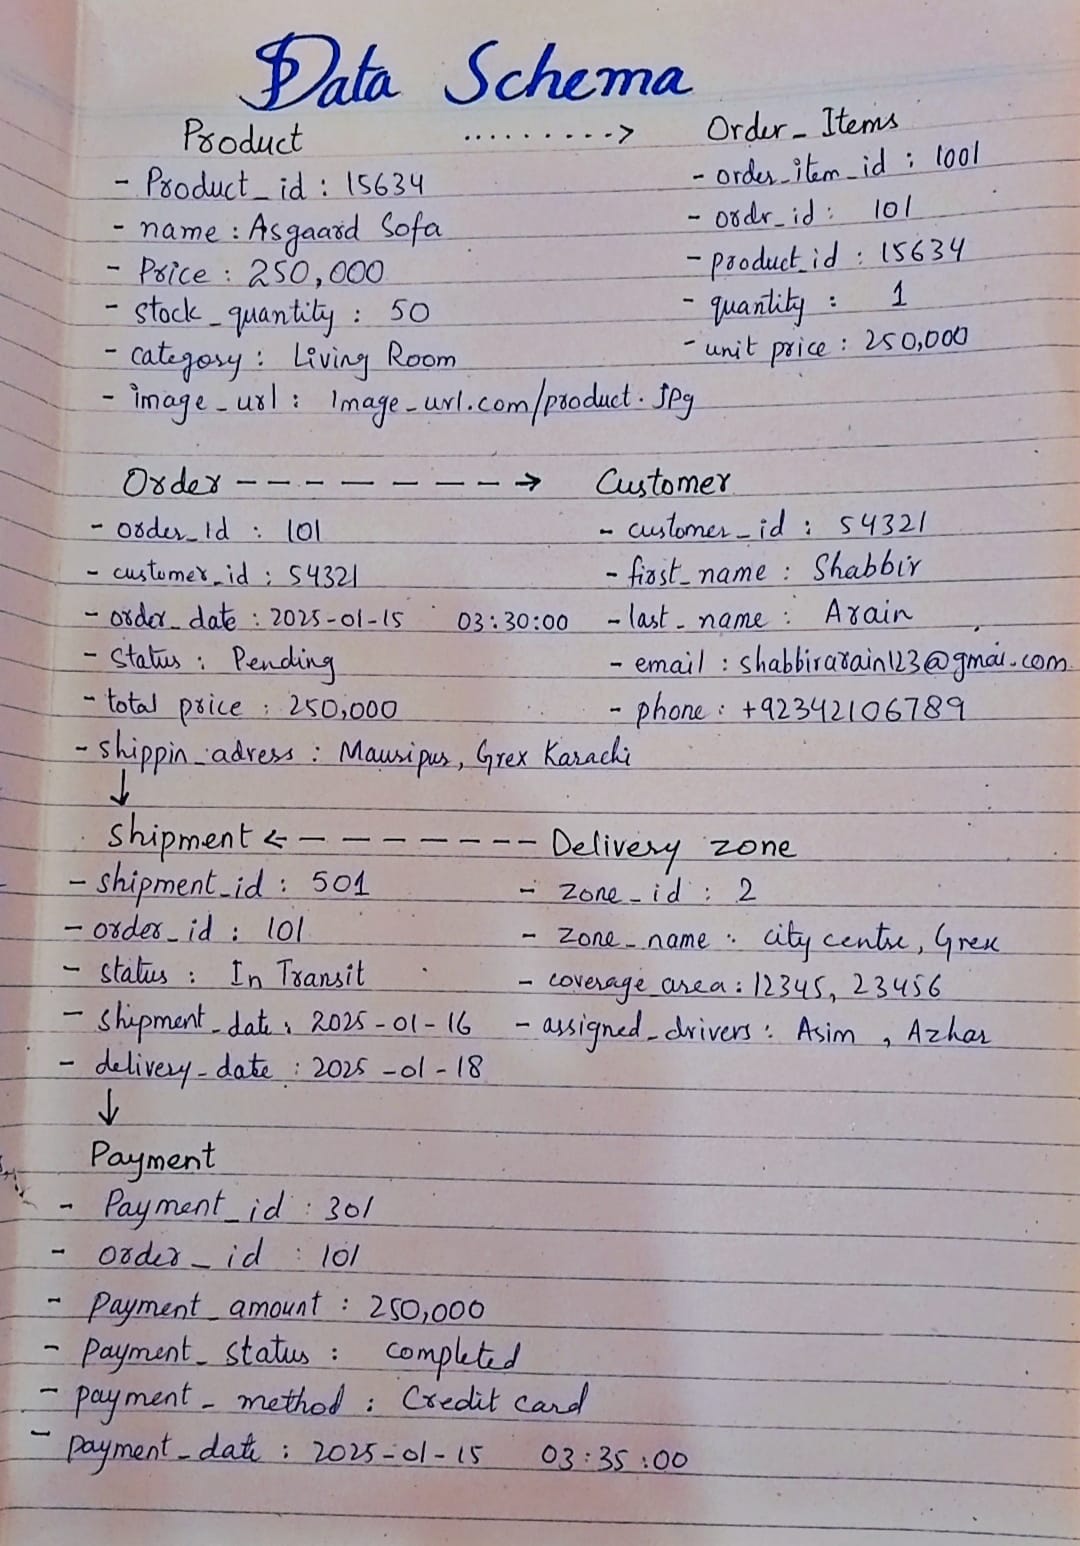 Data Schema
Product ·········> Order_Items
- Product_id : 15634
- name : Asgaard Sofa
- Price : 250,000
- stock_quantity : 50
- category : Living Room
- image_url : Image_url.com/product.jpg
- order_item_id : 1001
- ordr_id : 101
- product_id : 15634
- quantity : 1
- unit price : 250,000
Order --------> Customer
- order_Id : 101
- customer_id : 54321
- order_date : 2025-01-15 03:30:00
- Status : Pending
- total price : 250,000
- shippin_adress : Mauripur, Grex Karachi
- customer_id : 54321
- first_name : Shabbir
- last_name : Arain
- email : shabbirarain123@gmai.com
- phone : +92342106789
↓
Shipment <-------- Delivery zone
- shipment_id : 501
- order_id : 101
- status : In Transit
- Shipment_date : 2025-01-16
- delivery_date : 2025-01-18
- zone_id : 2
- zone_name : city centre, Grex
- coverage_area : 12345, 23456
- assigned_drivers : Asim , Azhar
↓
Payment
- Payment_id : 301
- order_id : 101
- Payment_amount : 250,000
- Payment_status : completed
- payment_method : Credit card
- payment_date : 2025-01-15 03:35:00